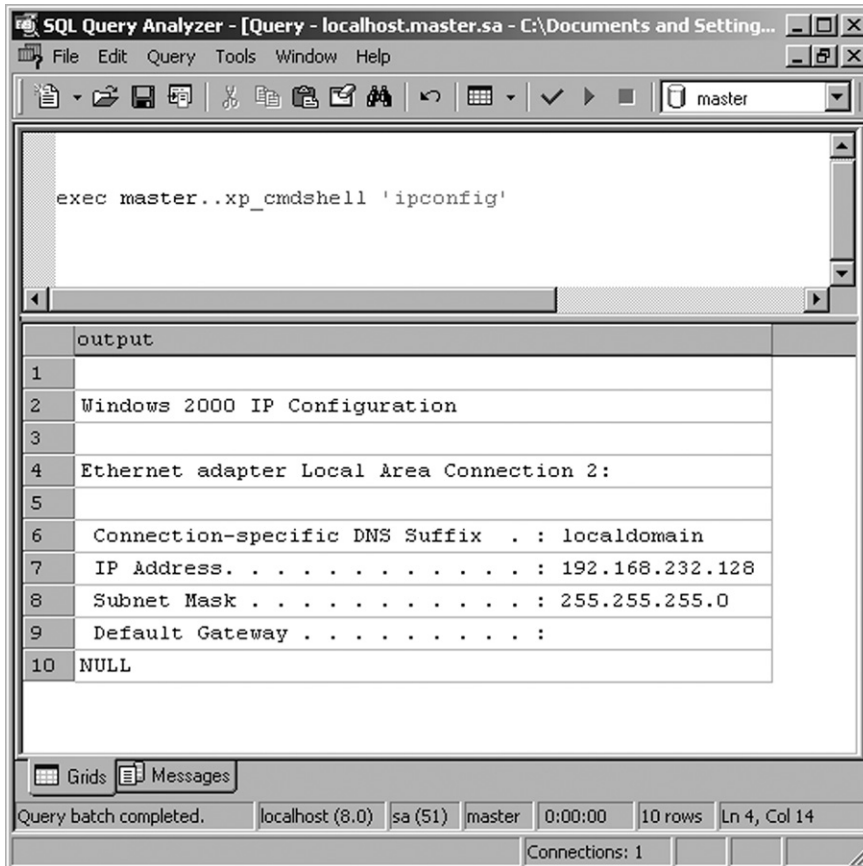 SQL Query Analyzer - [Query - localhost.master.sa - C:\Documents and Setting...
File Edit Query Tools Window Help
master
exec master..xp_cmdshell 'ipconfig'
output
1
2 Windows 2000 IP Configuration
3
4 Ethernet adapter Local Area Connection 2:
5
6 Connection-specific DNS Suffix . : localdomain
7 IP Address. . . . . . . . . . . . : 192.168.232.128
8 Subnet Mask . . . . . . . . . . . : 255.255.255.0
9 Default Gateway . . . . . . . . . :
10 NULL
Grids Messages
Query batch completed. localhost (8.0) sa (51) master 0:00:00 10 rows Ln 4, Col 14
Connections: 1